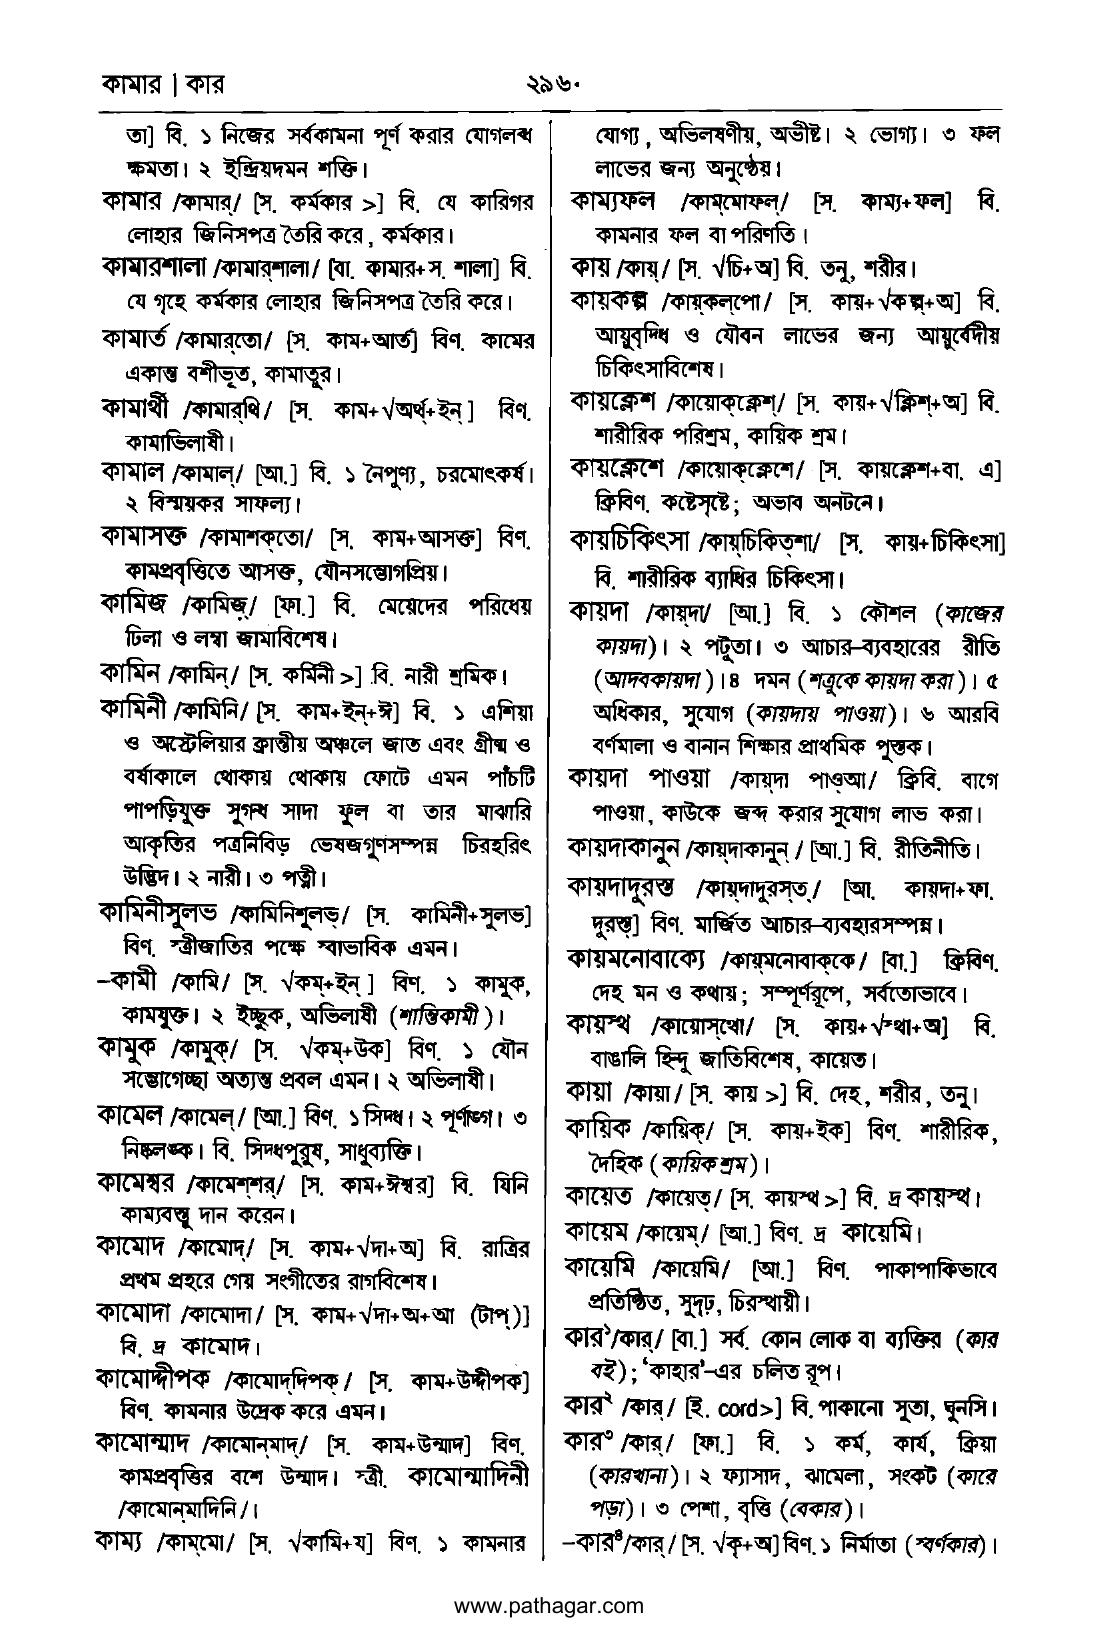 কামার | কার
২৯৬
তা] বি. ১ নিজের সর্বকামনা পূর্ণ করার যোগলব্ধ
ক্ষমতা। ২ ইন্দ্রিয়দমন শক্তি।
কামার /কামার্/ [স. কর্মকার >] বি. যে কারিগর
লোহার জিনিসপত্র তৈরি করে, কর্মকার।
কামারশালা /কামার্‌শালা/ [বা. কামার+স. শালা] বি.
যে গৃহে কর্মকার লোহার জিনিসপত্র তৈরি করে।
কামার্ত /কামার্‌তো/ [স. কাম+আর্ত] বিণ. কামের
একান্ত বশীভূত, কামাতুর।
কামার্থী /কামার্‌থি/ [স. কাম+√অর্থ্+ইন্] বিণ.
কামাভিলাষী।
কামাল /কামাল্/ [আ.] বি. ১ নৈপুণ্য, চরমোৎকর্ষ।
২ বিস্ময়কর সাফল্য।
কামাসক্ত /কামাশক্‌তো/ [স. কাম+আসক্ত] বিণ.
কামপ্রবৃত্তিতে আসক্ত, যৌনসম্ভোগপ্রিয়।
কামিজ /কামিজ়্/ [ফা.] বি. মেয়েদের পরিধেয়
ঢিলা ও লম্বা জামাবিশেষ।
কামিন /কামিন্/ [স. কর্মিনী >] বি. নারী শ্রমিক।
কামিনী /কামিনি/ [স. কাম+ইন্+ঈ] বি. ১ এশিয়া
ও অস্ট্রেলিয়ার ক্রান্তীয় অঞ্চলে জাত এবং গ্রীষ্ম ও
বর্ষাকালে থোকায় থোকায় ফোটে এমন পাঁচটি
পাপড়িযুক্ত সুগন্ধ সাদা ফুল বা তার মাঝারি
আকৃতির পত্রনিবিড় ভেষজগুণসম্পন্ন চিরহরিৎ
উদ্ভিদ। ২ নারী। ৩ পত্নী।
কামিনীসুলভ /কামিনিশুলভ্/ [স. কামিনী+সুলভ]
বিণ. স্ত্রীজাতির পক্ষে স্বাভাবিক এমন।
–কামী /কামি/ [স. √কম্+ইন্ ] বিণ. ১ কামুক,
কামযুক্ত। ২ ইচ্ছুক, অভিলাষী (শান্তিকামী)।
কামুক /কামুক্/ [স. √কম্+উক] বিণ. ১ যৌন
সম্ভোগেচ্ছা অত্যন্ত প্রবল এমন। ২ অভিলাষী।
কামেল /কামেল্/ [আ.] বিণ. ১ সিদ্ধ। ২ পূর্ণাঙ্গ। ৩
নিষ্কলঙ্ক। বি. সিদ্ধপুরুষ, সাধুব্যক্তি।
কামেশ্বর /কামেশ্‌শর্/ [স. কাম+ঈশ্বর] বি. যিনি
কাম্যবস্তু দান করেন।
কামোদ /কামোদ্/ [স. কাম+√দা+অ] বি. রাত্রির
প্রথম প্রহরে গেয় সংগীতের রাগবিশেষ।
কামোদা /কামোদা/ [স. কাম+√দা+অ+আ (টাপ্)]
বি. দ্র কামোদ।
কামোদ্দীপক /কামোদ্‌দিপক্/ [স. কাম+উদ্দীপক]
বিণ. কামনার উদ্রেক করে এমন।
কামোন্মাদ /কামোন্‌মাদ্/ [স. কাম+উন্মাদ] বিণ.
কামপ্রবৃত্তির বশে উন্মাদ। স্ত্রী. কামোন্মাদিনী
/কামোন্‌মাদিনি/।
কাম্য /কাম্‌মো/ [স. √কামি+য] বিণ. ১ কামনার
যোগ্য, অভিলষণীয়, অভীষ্ট। ২ ভোগ্য। ৩ ফল
লাভের জন্য অনুষ্ঠেয়।
কাম্যফল /কাম্‌মোফল্/ [স. কাম্য+ফল] বি.
কামনার ফল বা পরিণতি।
কায় /কায়্/ [স. √চি+অ] বি. তনু, শরীর।
কায়কল্প /কায়্‌কল্‌পো/ [স. কায়+√কল্প+অ] বি.
আয়ুবৃদ্ধি ও যৌবন লাভের জন্য আয়ুর্বেদীয়
চিকিৎসাবিশেষ।
কায়ক্লেশ /কায়োক্‌ক্লেশ্/ [স. কায়+√ক্লিশ্+অ] বি.
শারীরিক পরিশ্রম, কায়িক শ্রম।
কায়ক্লেশে /কায়োক্‌ক্লেশে/ [স. কায়ক্লেশ+বা. এ]
ক্রিবিণ. কষ্টেসৃষ্টে; অভাব অনটনে।
কায়চিকিৎসা /কায়্‌চিকিত্‌শা/ [স. কায়+চিকিৎসা]
বি. শারীরিক ব্যাধির চিকিৎসা।
কায়দা /কায়্‌দা/ [আ.] বি. ১ কৌশল (কাজের
কায়দা)। ২ পটুতা। ৩ আচার–ব্যবহারের রীতি
(আদবকায়দা)। ৪ দমন (শত্রুকে কায়দা করা)। ৫
অধিকার, সুযোগ (কায়দায় পাওয়া)। ৬ আরবি
বর্ণমালা ও বানান শিক্ষার প্রাথমিক পুস্তক।
কায়দা পাওয়া /কায়্‌দা পাওআ/ ক্রিবি. বাগে
পাওয়া, কাউকে জব্দ করার সুযোগ লাভ করা।
কায়দাকানুন /কায়্‌দাকানুন্ / [আ.] বি. রীতিনীতি।
কায়দাদুরস্ত /কায়্‌দাদুরস্‌ত্/ [আ. কায়দা+ফা.
দুরস্ত্] বিণ. মার্জিত আচার–ব্যবহারসম্পন্ন।
কায়মনোবাক্যে /কায়্‌মনোবাক্‌কে/ [বা.] ক্রিবিণ.
দেহ মন ও কথায়; সম্পূর্ণরূপে, সর্বতোভাবে।
কায়স্থ /কায়োস্‌থো/ [স. কায়+√স্থা+অ] বি.
বাঙালি হিন্দু জাতিবিশেষ, কায়েত।
কায়া /কায়া/ [স. কায় >] বি. দেহ, শরীর, তনু।
কায়িক /কায়িক্/ [স. কায়+ইক] বিণ. শারীরিক,
দৈহিক (কায়িক শ্রম)।
কায়েত /কায়েত্/ [স. কায়স্থ >] বি. দ্র কায়স্থ।
কায়েম /কায়েম্/ [আ.] বিণ. দ্র কায়েমি।
কায়েমি /কায়েমি/ [আ.] বিণ. পাকাপাকিভাবে
প্রতিষ্ঠিত, সুদৃঢ়, চিরস্থায়ী।
কার১/কার্/ [বা.] সর্ব. কোন লোক বা ব্যক্তির (কার
বই); ‘কাহার’–এর চলিত রূপ।
কার২ /কার্/ [ই. cord>] বি. পাকানো সুতা, ঘুনসি।
কার৩ /কার্/ [ফা.] বি. ১ কর্ম, কার্য, ক্রিয়া
(কারখানা)। ২ ফ্যাসাদ, ঝামেলা, সংকট (কারে
পড়া)। ৩ পেশা, বৃত্তি (বেকার)।
–কার৪/কার্/ [স. √কৃ+অ] বিণ. ১ নির্মাতা (স্বর্ণকার)।
www.pathagar.com